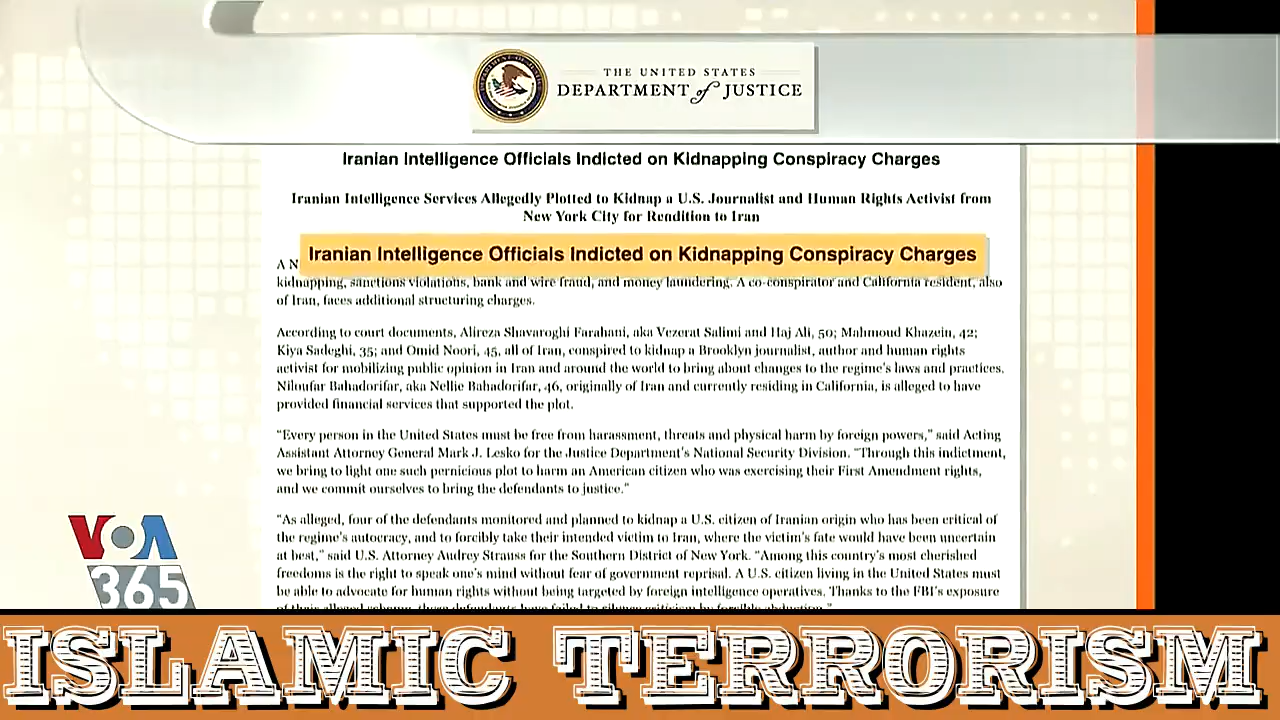 THE UNITED STATES
DEPARTMENT of JUSTICE
Iranian Intelligence Officials Indicted on Kidnapping Conspiracy Charges
Iranian Intelligence Services Allegedly Plotted to Kidnap a U.S. Journalist and Human Rights Activist from
New York City for Rendition to Iran
Iranian Intelligence Officials Indicted on Kidnapping Conspiracy Charges
A N
kidnapping, sanctions violations, bank and wire fraud, and money laundering. A co-conspirator and California resident, also
of Iran, faces additional structuring charges.
According to court documents, Alireza Shavaroghi Farahani, aka Vezerat Salimi and Haj Ali, 50; Mahmoud Khazein, 42;
Kiya Sadeghi, 35; and Omid Noori, 45, all of Iran, conspired to kidnap a Brooklyn journalist, author and human rights
activist for mobilizing public opinion in Iran and around the world to bring about changes to the regime's laws and practices.
Niloufar Bahadorifar, aka Nellie Bahadorifar, 46, originally of Iran and currently residing in California, is alleged to have
provided financial services that supported the plot.
“Every person in the United States must be free from harassment, threats and physical harm by foreign powers,” said Acting
Assistant Attorney General Mark J. Lesko for the Justice Department's National Security Division. “Through this indictment,
we bring to light one such pernicious plot to harm an American citizen who was exercising their First Amendment rights,
and we commit ourselves to bring the defendants to justice.”
“As alleged, four of the defendants monitored and planned to kidnap a U.S. citizen of Iranian origin who has been critical of
the regime's autocracy, and to forcibly take their intended victim to Iran, where the victim's fate would have been uncertain
at best,” said U.S. Attorney Audrey Strauss for the Southern District of New York. “Among this country's most cherished
freedoms is the right to speak one's mind without fear of government reprisal. A U.S. citizen living in the United States must
be able to advocate for human rights without being targeted by foreign intelligence operatives. Thanks to the FBI's exposure
of their alleged scheme, these defendants have failed to silence criticism by forcible abduction.”
VOA
365
ISLAMIC TERRORISM